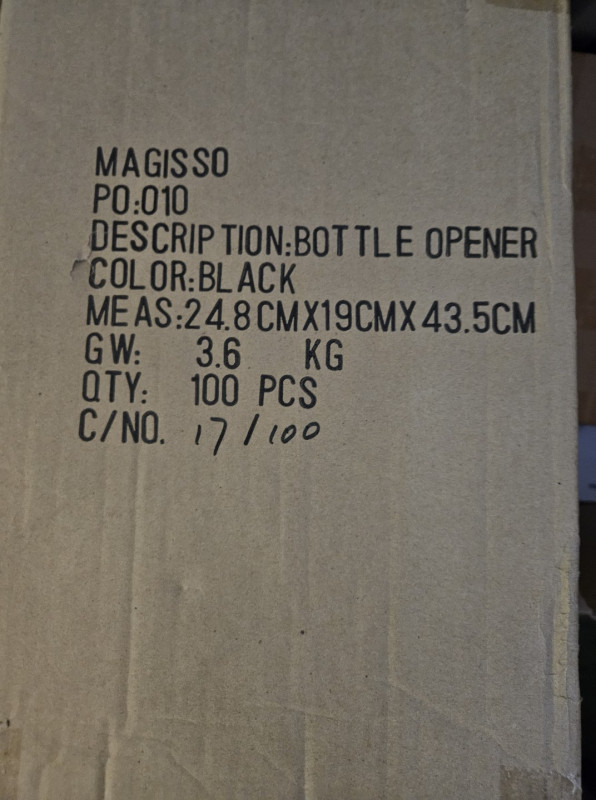 MAGISSO
PO:010
DESCRIPTION:BOTTLE OPENER
COLOR:BLACK
MEAS:24.8CMX19CMX43.5CM
GW: 3.6 KG
QTY: 100 PCS
C/NO. 17/100